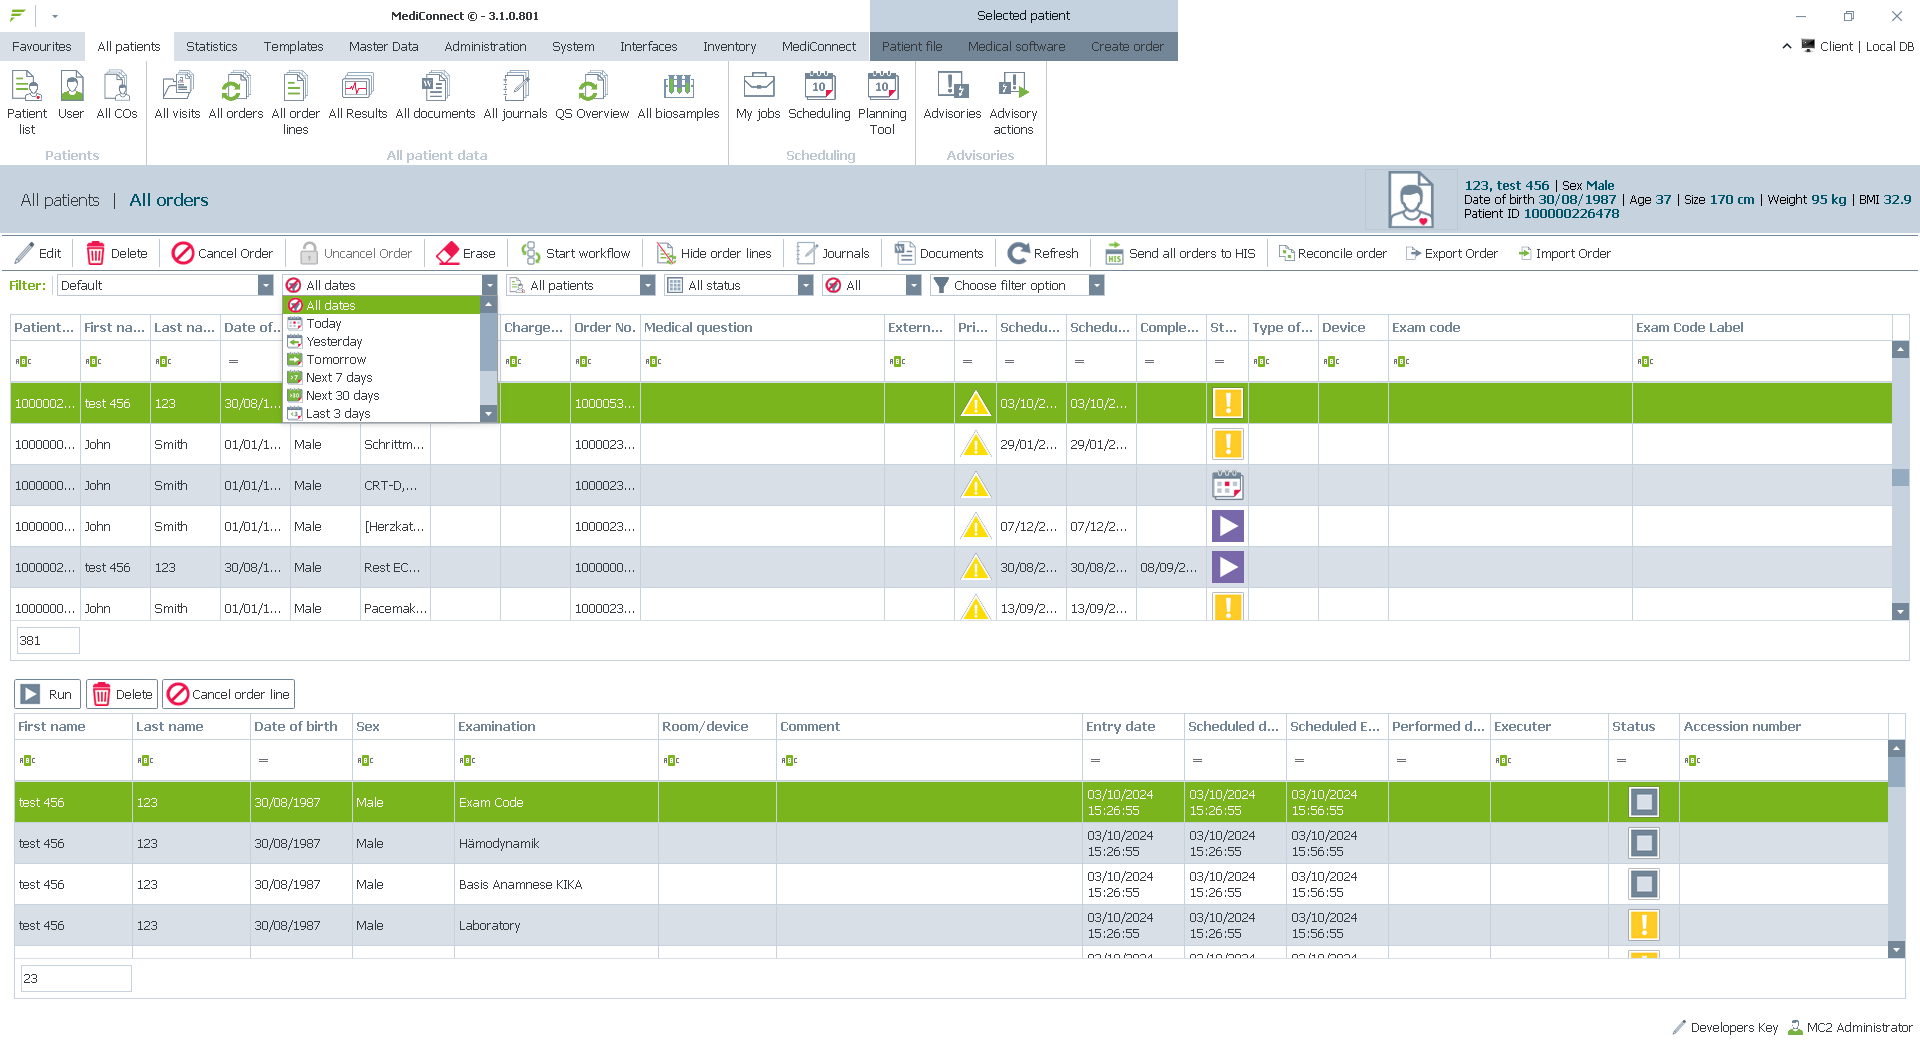 MediConnect © - 3.1.0.801
Selected patient
Favourites All patients Statistics Templates Master Data Administration System Interfaces Inventory MediConnect Patient file Medical software Create order
Client | Local DB
Patient list User All COs All visits All orders All order lines All Results All documents All journals QS Overview All biosamples My jobs Scheduling Planning Tool Advisories Advisory actions
Patients All patient data Scheduling Advisories
All patients | All orders
123, test 456 | Sex Male
Date of birth 30/08/1987 | Age 37 | Size 170 cm | Weight 95 kg | BMI 32.9
Patient ID 100000226478
Edit Delete Cancel Order Uncancel Order Erase Start workflow Hide order lines Journals Documents Refresh Send all orders to HIS Reconcile order Export Order Import Order
Filter: Default All dates All patients All status All Choose filter option
All dates
Today
Yesterday
Tomorrow
Next 7 days
Next 30 days
Last 3 days
Patient... First na... Last na... Date of... Charge... Order No. Medical question Extern... Pri... Schedu... Schedu... Comple... St... Type of... Device Exam code Exam Code Label
1000002... test 456 123 30/08/1... 1000053... 03/10/2... 03/10/2...
1000000... John Smith 01/01/1... Male Schrittm... 1000023... 29/01/2... 29/01/2...
1000000... John Smith 01/01/1... Male CRT-D,... 1000023...
1000000... John Smith 01/01/1... Male [Herzkat... 1000023... 07/12/2... 07/12/2...
1000002... test 456 123 30/08/1... Male Rest EC... 1000000... 30/08/2... 30/08/2... 08/09/2...
1000000... John Smith 01/01/1... Male Pacemak... 1000023... 13/09/2... 13/09/2...
381
Run Delete Cancel order line
First name Last name Date of birth Sex Examination Room/device Comment Entry date Scheduled d... Scheduled E... Performed d... Executer Status Accession number
test 456 123 30/08/1987 Male Exam Code 03/10/2024 15:26:55 03/10/2024 15:26:55 03/10/2024 15:56:55
test 456 123 30/08/1987 Male Hämodynamik 03/10/2024 15:26:55 03/10/2024 15:26:55 03/10/2024 15:56:55
test 456 123 30/08/1987 Male Basis Anamnese KIKA 03/10/2024 15:26:55 03/10/2024 15:26:55 03/10/2024 15:56:55
test 456 123 30/08/1987 Male Laboratory 03/10/2024 15:26:55 03/10/2024 15:26:55 03/10/2024 15:56:55
23
Developers Key MC2 Administrator